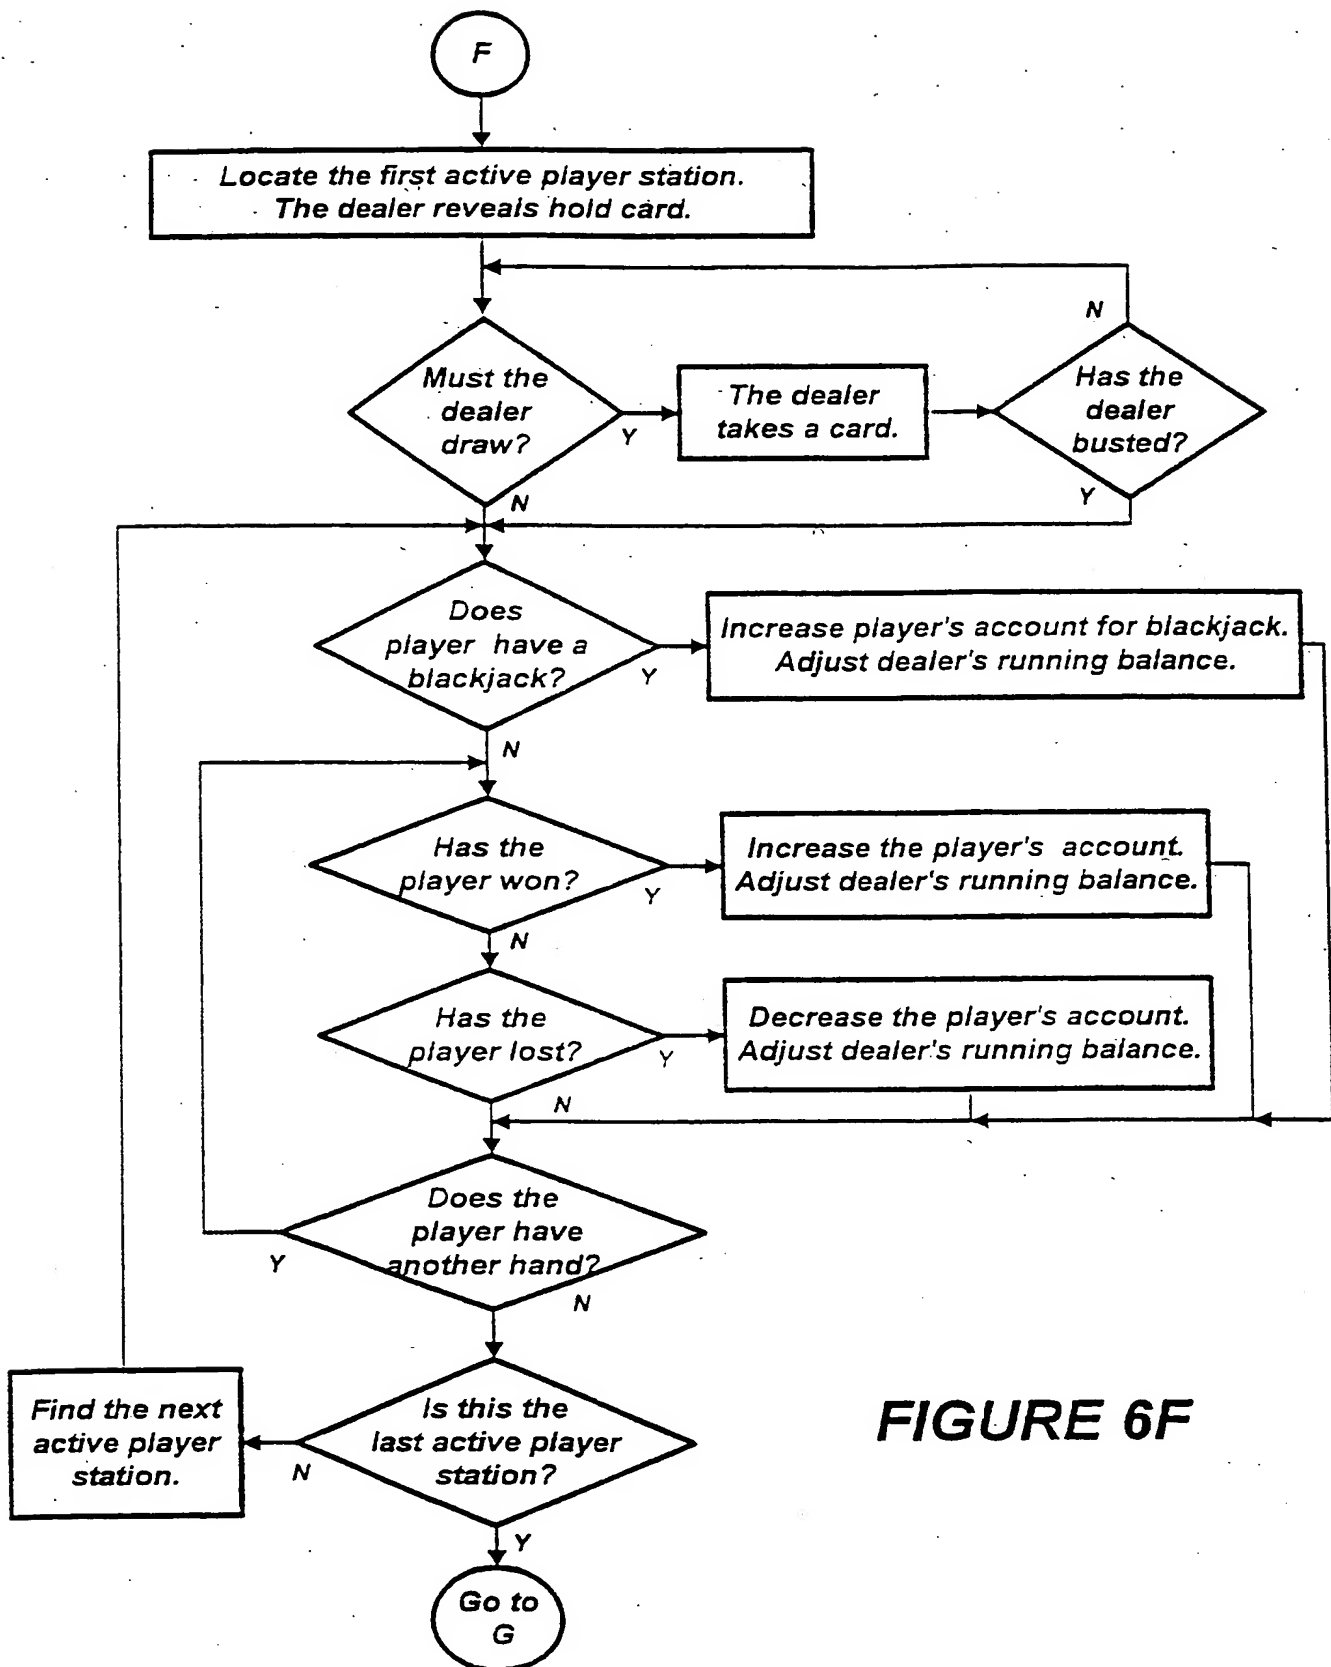 F
Locate the first active player station.
The dealer reveals hold card.
N
Must the
dealer
draw?
Y
The dealer
takes a card.
Has the
dealer
busted?
N
Y
Does
player have a
blackjack?
Y
Increase player's account for blackjack.
Adjust dealer's running balance.
N
Has the
player won?
Y
Increase the player's account.
Adjust dealer's running balance.
N
Has the
player lost?
Y
Decrease the player's account.
Adjust dealer's running balance.
N
Does the
player have
another hand?
Y
N
Find the next
active player
station.
N
Is this the
last active player
station?
FIGURE 6F
Y
Go to
G